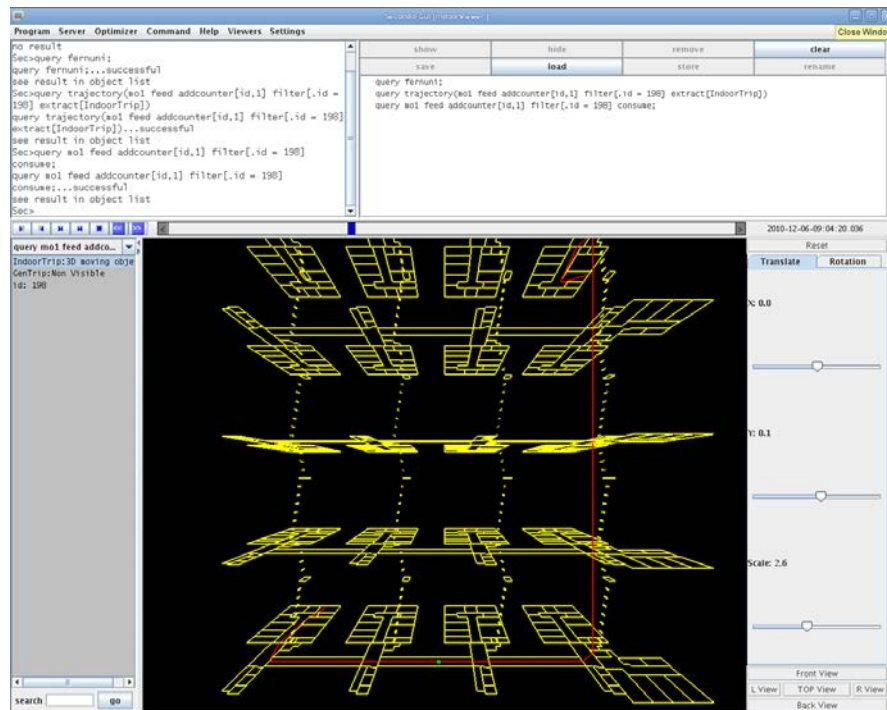 Secondo-GUI (IndoorViewer)
Program Server Optimizer Command Help Viewers Settings
Close Windo
no result
Sec>query fernuni;
query fernuni;...successful
see result in object list
Sec>query trajectory(mo1 feed addcounter[id,1] filter[.id =
198] extract[IndoorTrip])
query trajectory(mo1 feed addcounter[id,1] filter[.id = 198]
extract[IndoorTrip])...successful
see result in object list
Sec>query mo1 feed addcounter[id,1] filter[.id = 198]
consume;
query mo1 feed addcounter[id,1] filter[.id = 198]
consume;...successful
see result in object list
Sec>
show hide remove clear
save load store rename
query fernuni;
query trajectory(mo1 feed addcounter[id,1] filter[.id = 198] extract[IndoorTrip])
query mo1 feed addcounter[id,1] filter[.id = 198] consume;
<< >>
2010-12-06-09:04:20.036
query mo1 feed addco...
IndoorTrip:3D moving obje
GenTrip:Non Visible
id: 198
search go
Reset
Translate Rotation
X: 0.0
Y: 0.1
Scale: 2.6
Front View
L View TOP View R View
Back View